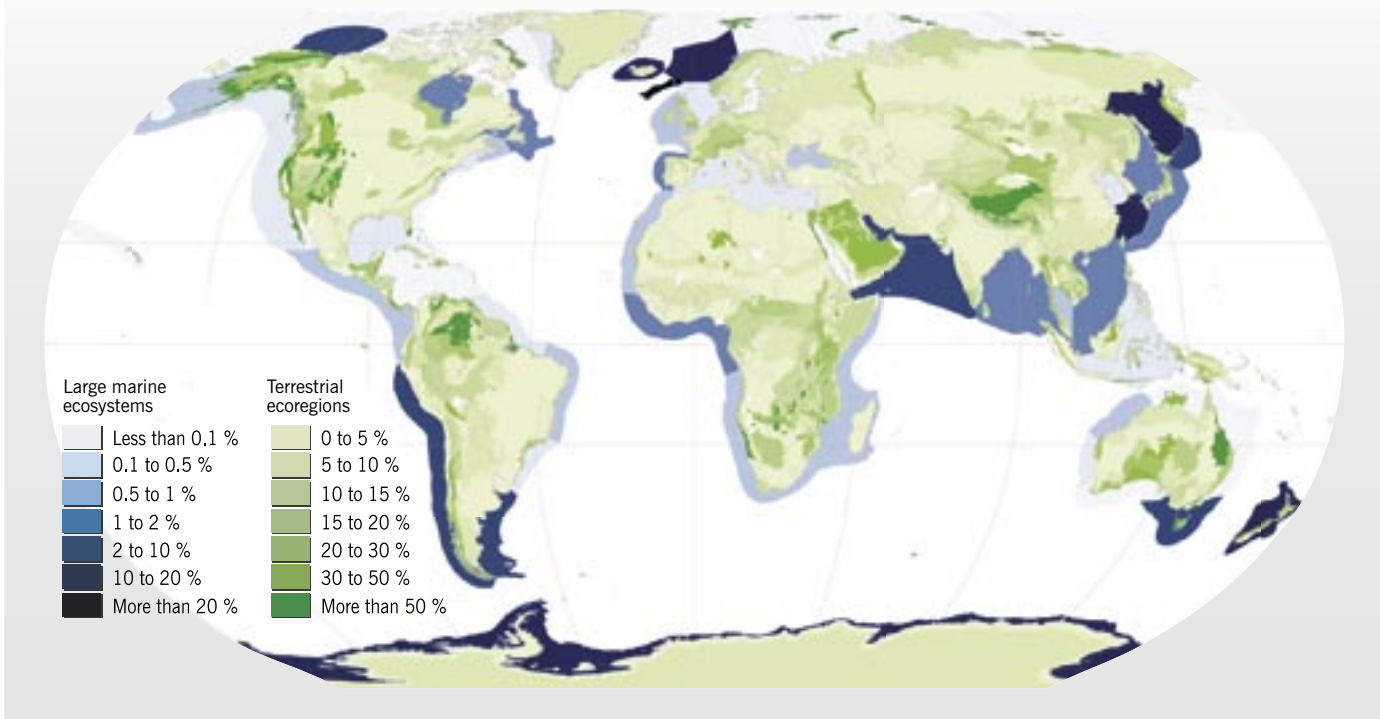 Large marine
ecosystems
Less than 0.1 %
0.1 to 0.5 %
0.5 to 1 %
1 to 2 %
2 to 10 %
10 to 20 %
More than 20 %
Terrestrial
ecoregions
0 to 5 %
5 to 10 %
10 to 15 %
15 to 20 %
20 to 30 %
30 to 50 %
More than 50 %